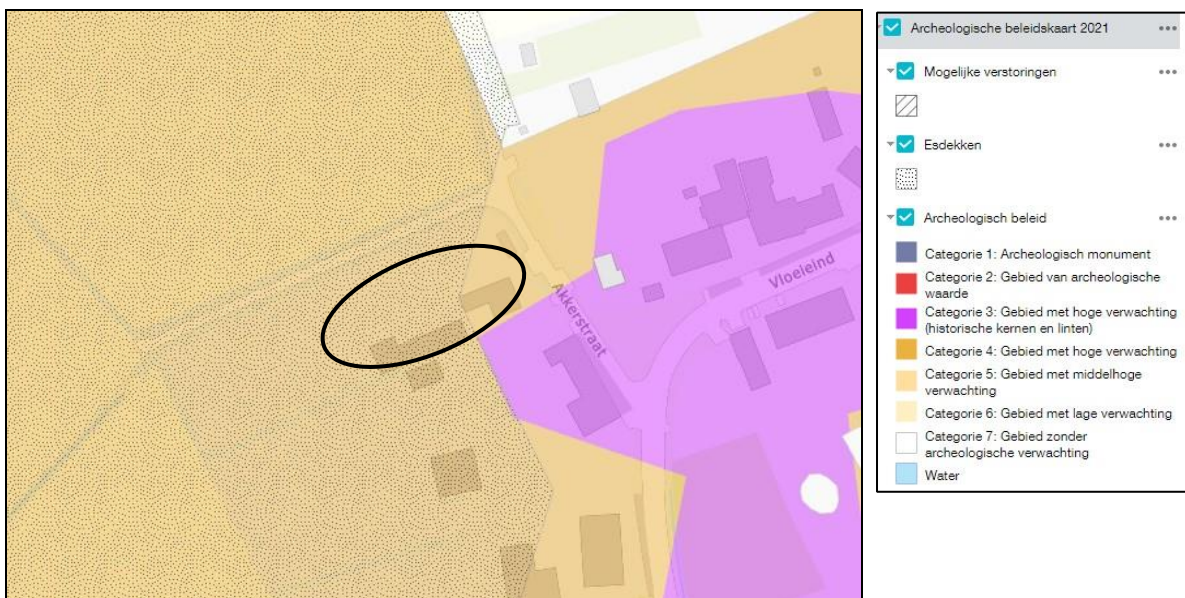 Akkerstraat
Vloeleind
Archeologische beleidskaart 2021
Mogelijke verstoringen
Esdekken
Archeologisch beleid
Categorie 1: Archeologisch monument
Categorie 2: Gebied van archeologische
waarde
Categorie 3: Gebied met hoge verwachting
(historische kernen en linten)
Categorie 4: Gebied met hoge verwachting
Categorie 5: Gebied met middelhoge
verwachting
Categorie 6: Gebied met lage verwachting
Categorie 7: Gebied zonder
archeologische verwachting
Water